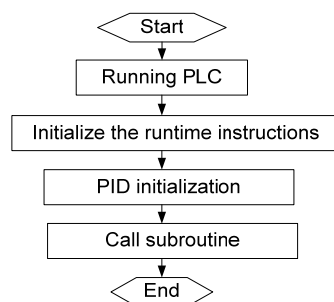 Start
Running PLC
Initialize the runtime instructions
PID initialization
Call subroutine
End